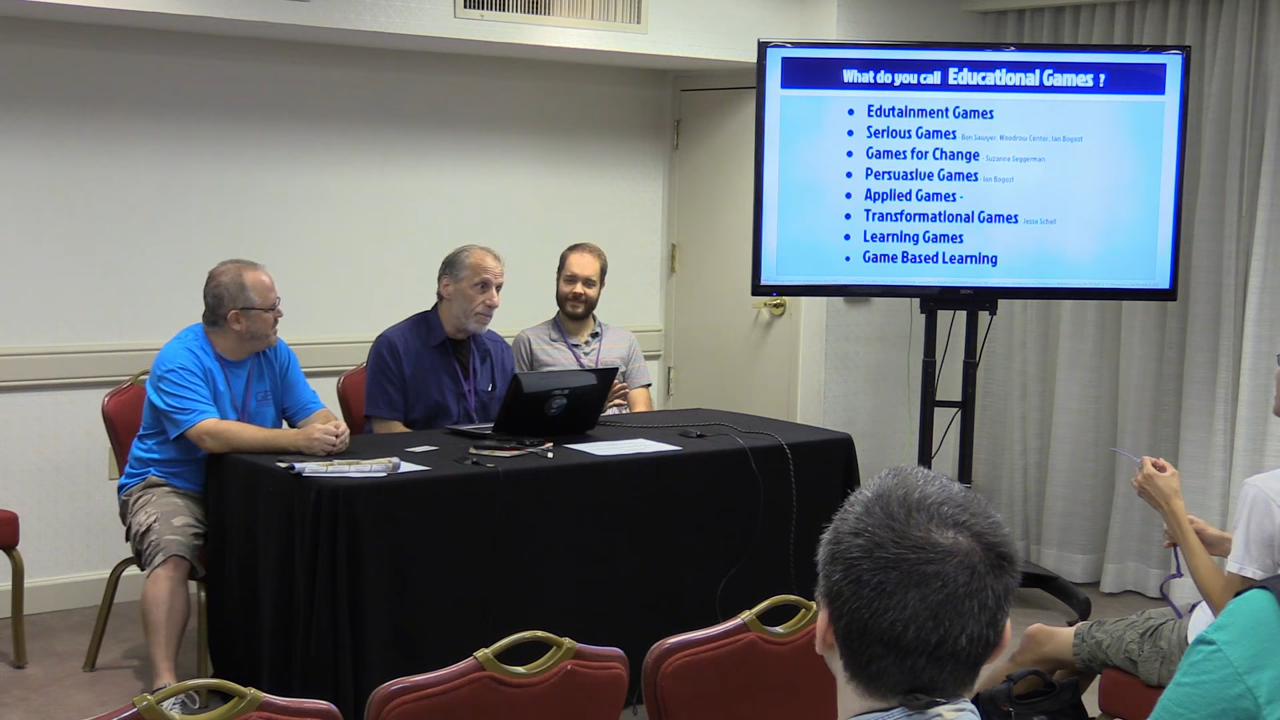 What do you call Educational Games ?
• Edutainment Games
• Serious Games - Ben Sawyer, Woodrow Center, Ian Bogost
• Games for Change - Suzanne Seggerman
• Persuasive Games - Ian Bogost
• Applied Games -
• Transformational Games Jesse Schell
• Learning Games
• Game Based Learning
ASUS